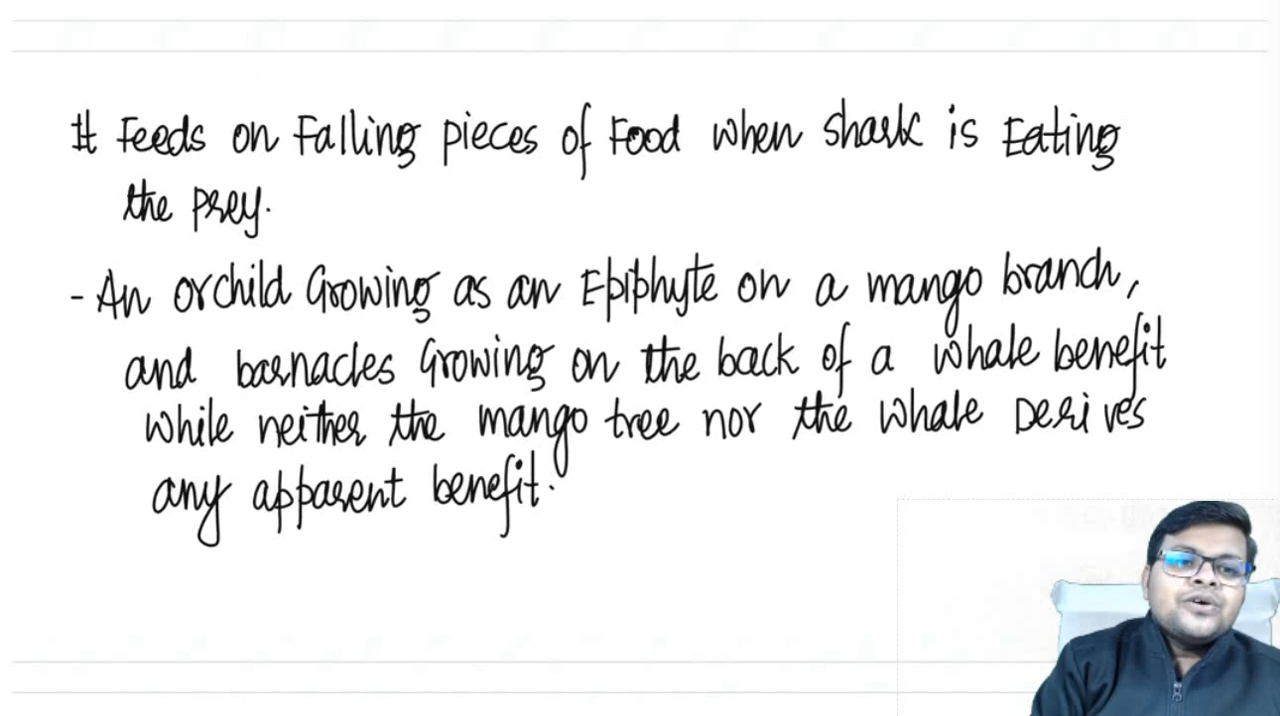 # Feeds on Falling pieces of Food when shark is Eating
the prey.
- An orchild Growing as an Epiphyte on a mango branch,
and barnacles Growing on the back of a whale benefit
while neither the mango tree nor the whale Derives
any apparent benefit.